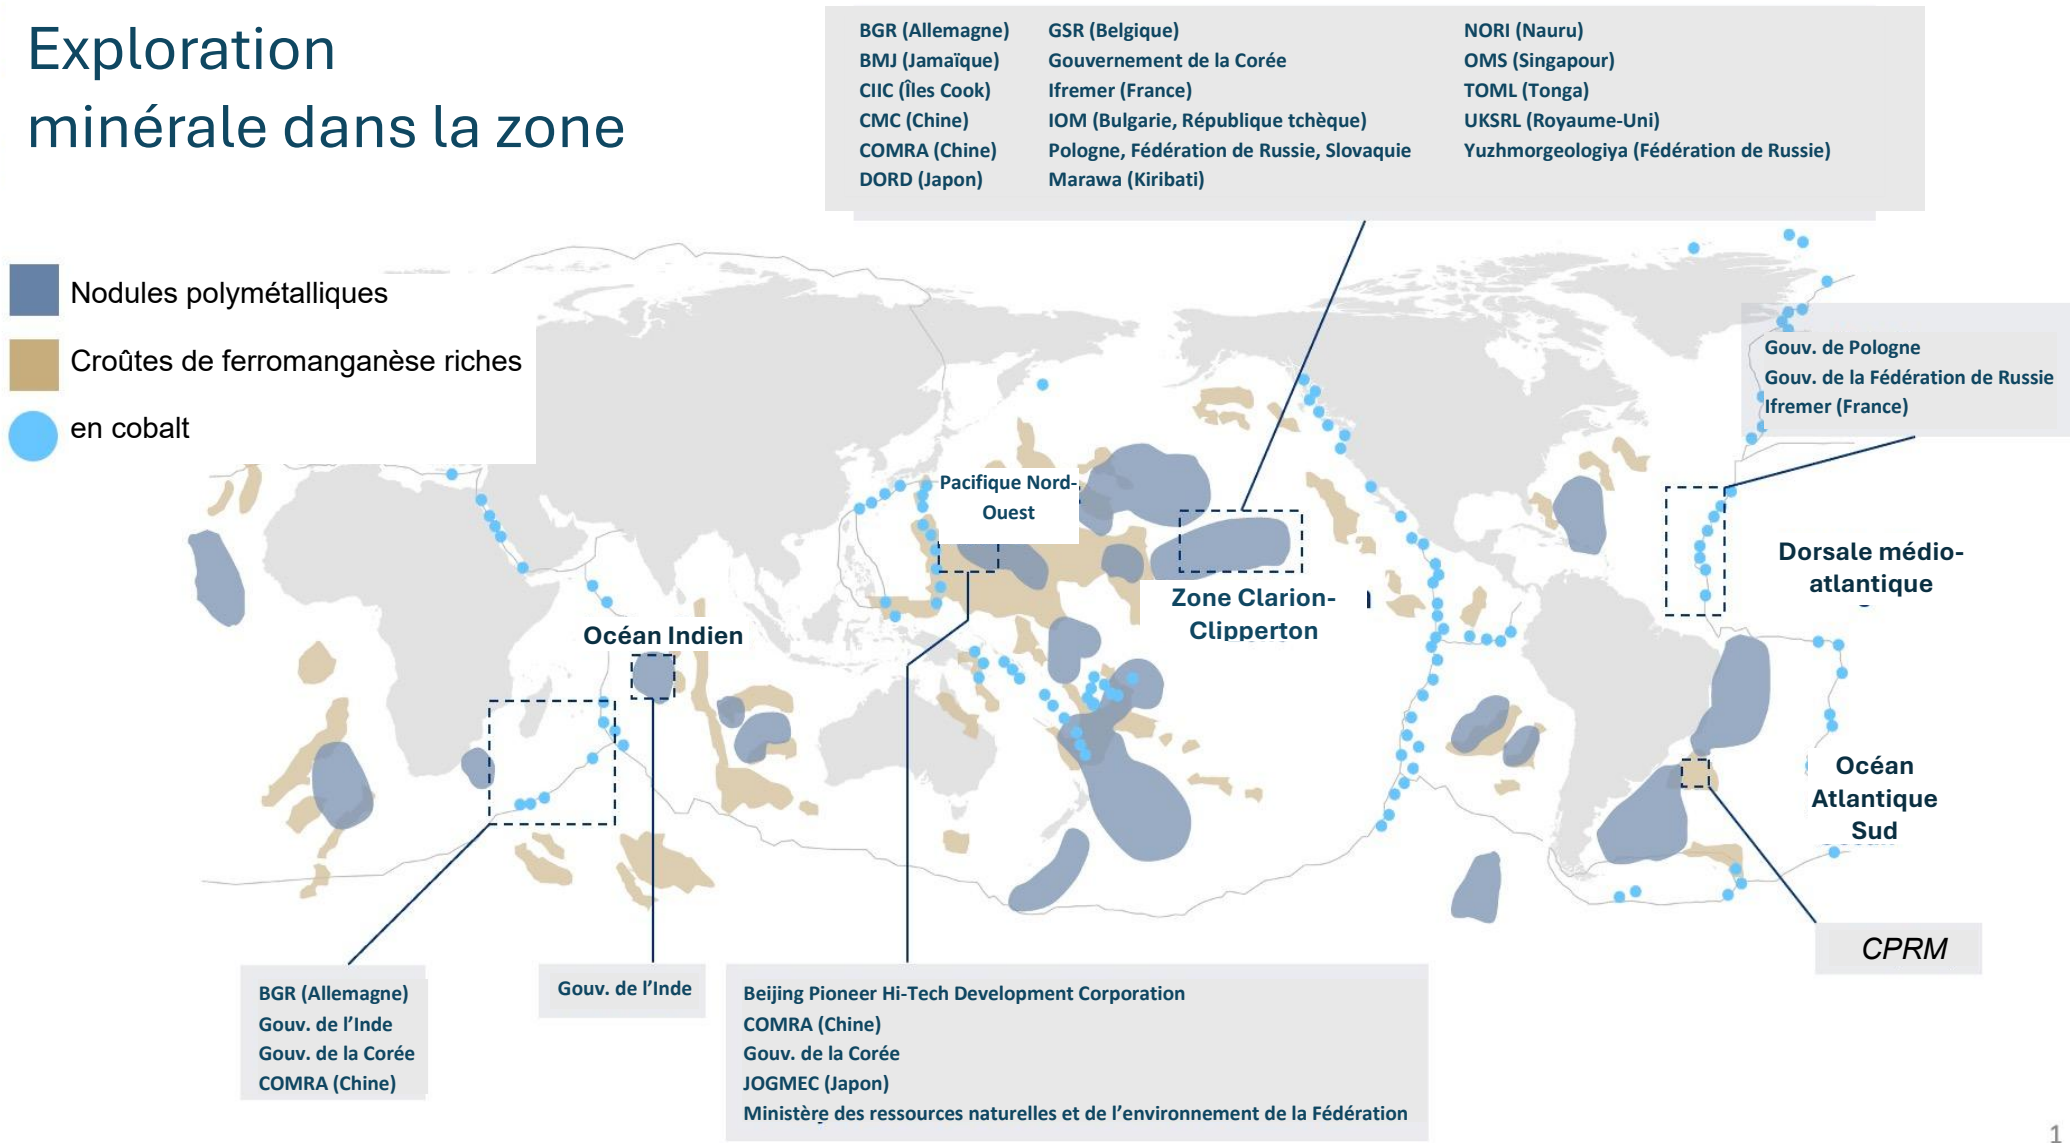 Exploration
minérale dans la zone
BGR (Allemagne)
BMJ (Jamaïque)
CIIC (Îles Cook)
CMC (Chine)
COMRA (Chine)
DORD (Japon)
GSR (Belgique)
Gouvernement de la Corée
Ifremer (France)
IOM (Bulgarie, République tchèque)
Pologne, Fédération de Russie, Slovaquie
Marawa (Kiribati)
NORI (Nauru)
OMS (Singapour)
TOML (Tonga)
UKSRL (Royaume-Uni)
Yuzhmorgeologiya (Fédération de Russie)
Nodules polymétalliques
Croûtes de ferromanganèse riches
en cobalt
Gouv. de Pologne
Gouv. de la Fédération de Russie
Ifremer (France)
Pacifique Nord-
Ouest
Dorsale médio-
atlantique
Zone Clarion-
Clipperton
Océan Indien
Océan
Atlantique
Sud
CPRM
BGR (Allemagne)
Gouv. de l’Inde
Gouv. de la Corée
COMRA (Chine)
Gouv. de l’Inde
Beijing Pioneer Hi-Tech Development Corporation
COMRA (Chine)
Gouv. de la Corée
JOGMEC (Japon)
Ministère des ressources naturelles et de l’environnement de la Fédération
1